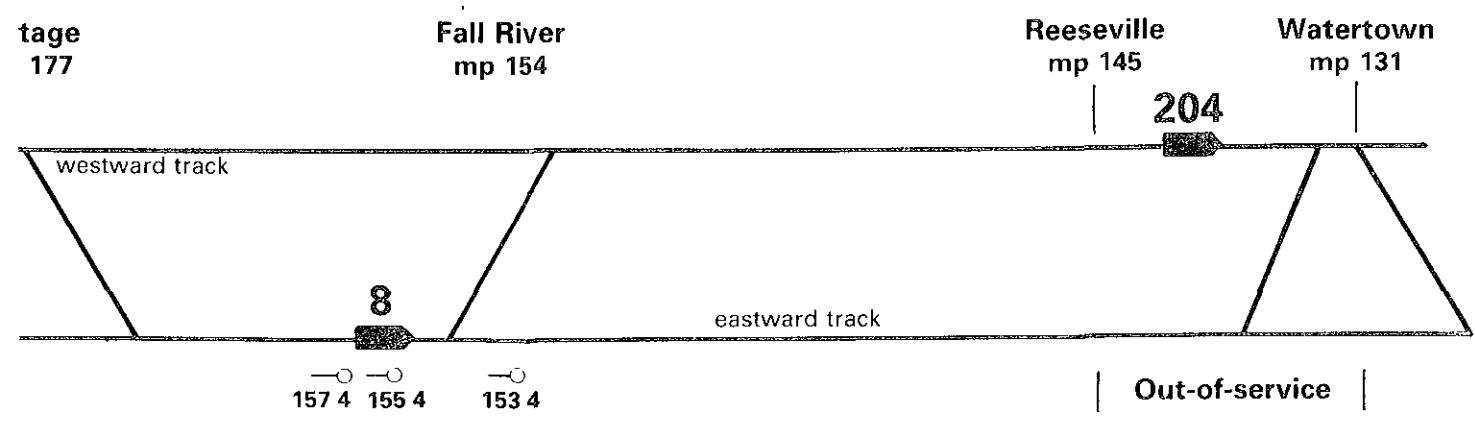 tage
177
Fall River
mp 154
Reeseville
mp 145
Watertown
mp 131
204
westward track
8
eastward track
157 4
155 4
153 4
Out-of-service